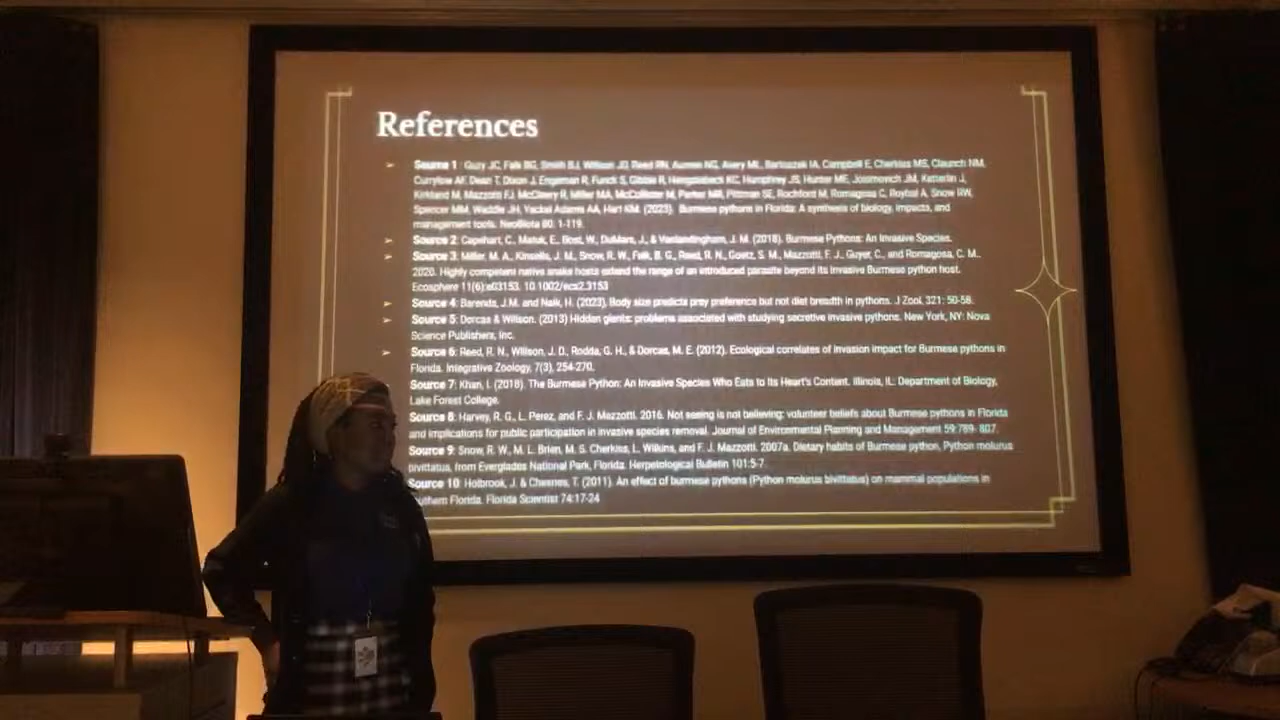 References
➢ Source 1: Guzy JC, Falk BG, Smith BJ, Willson JD, Reed RN, Aumen NG, Avery ML, Bartoszek IA, Campbell E, Cherkiss MS, Claunch NM,
Currylow AF, Dean T, Dixon J, Engeman R, Funck S, Gibble R, Hengstebeck KC, Humphrey JS, Hunter ME, Josimovich JM, Ketterlin J,
Kirkland M, Mazzotti FJ, McCleery R, Miller MA, McCollister M, Parker MR, Pittman SE, Rochford M, Romagosa C, Roybal A, Snow RW,
Spencer MM, Waddle JH, Yackel Adams AA, Hart KM. (2023). Burmese pythons in Florida: A synthesis of biology, impacts, and
management tools. NeoBiota 80: 1-119.
➢ Source 2: Capehart, C., Matuk, E., Bost, W., DuMars, J., & Vanlandingham, J. M. (2018). Burmese Pythons: An Invasive Species.
➢ Source 3: Miller, M. A., Kinsella, J. M., Snow, R. W., Falk, B. G., Reed, R. N., Goetz, S. M., Mazzotti, F. J., Guyer, C., and Romagosa, C. M..
2020. Highly competent native snake hosts extend the range of an introduced parasite beyond its invasive Burmese python host.
Ecosphere 11(6):e03153. 10.1002/ecs2.3153
➢ Source 4: Barends, J.M. and Naik, H. (2023), Body size predicts prey preference but not diet breadth in pythons. J Zool, 321: 50-58.
➢ Source 5: Dorcas & Willson. (2013) Hidden giants: problems associated with studying secretive invasive pythons. New York, NY: Nova
Science Publishers, Inc.
➢ Source 6: Reed, R. N., Willson, J. D., Rodda, G. H., & Dorcas, M. E. (2012). Ecological correlates of invasion impact for Burmese pythons in
Florida. Integrative Zoology, 7(3), 254-270.
Source 7: Khan, I. (2018). The Burmese Python: An Invasive Species Who Eats to Its Heart's Content. Illinois, IL: Department of Biology,
Lake Forest College.
Source 8: Harvey, R. G., L. Perez, and F. J. Mazzotti. 2016. Not seeing is not believing: volunteer beliefs about Burmese pythons in Florida
and implications for public participation in invasive species removal. Journal of Environmental Planning and Management 59:789- 807.
Source 9: Snow, R. W., M. L. Brien, M. S. Cherkiss, L. Wilkins, and F. J. Mazzotti. 2007a. Dietary habits of Burmese python, Python molurus
bivittatus, from Everglades National Park, Florida. Herpetological Bulletin 101:5-7
Source 10: Holbrook, J. & Chesnes, T. (2011). An effect of burmese pythons (Python molurus bivittatus) on mammal populations in
outhern Florida. Florida Scientist 74:17-24